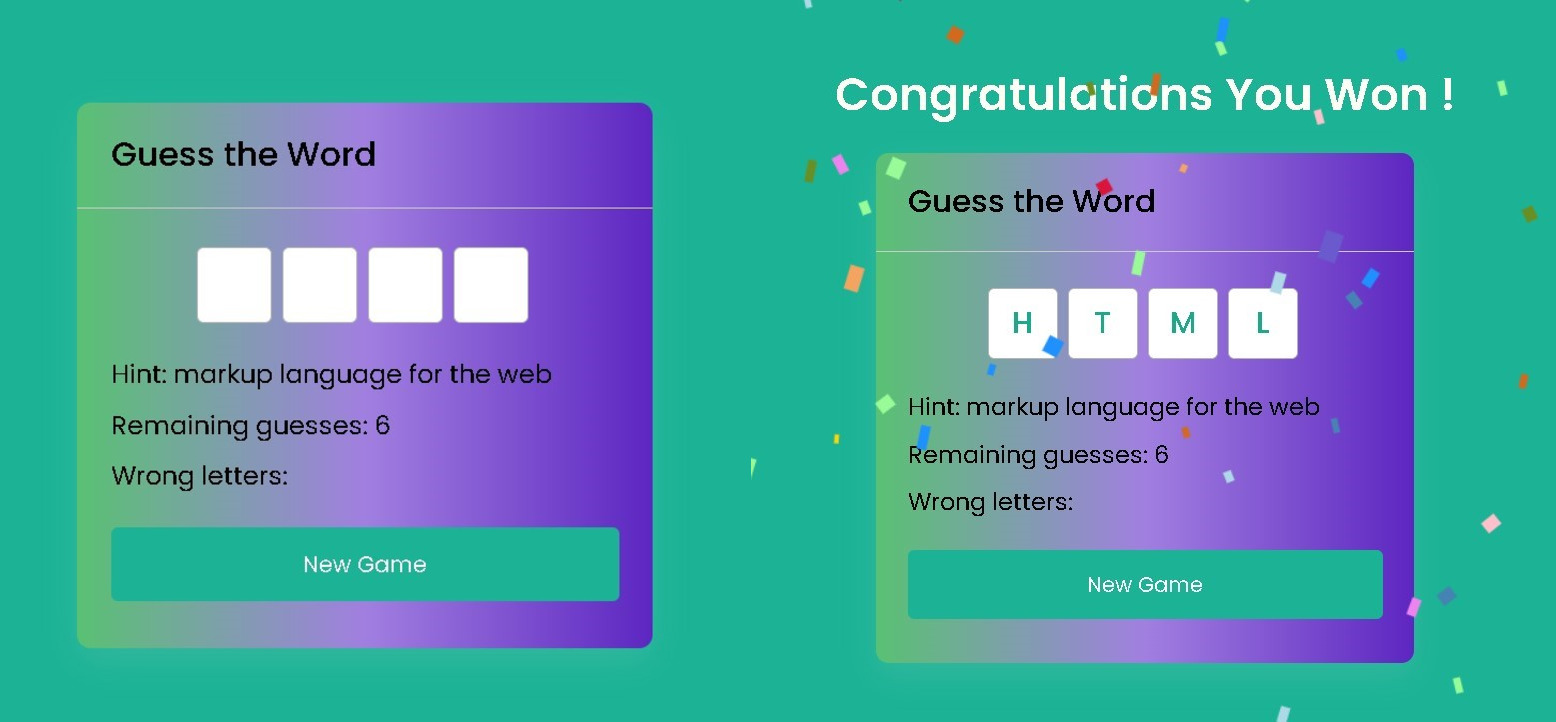 Guess the Word
Hint: markup language for the web
Remaining guesses: 6
Wrong letters:
New Game
Congratulations You Won !
Guess the Word
H T M L
Hint: markup language for the web
Remaining guesses: 6
Wrong letters:
New Game